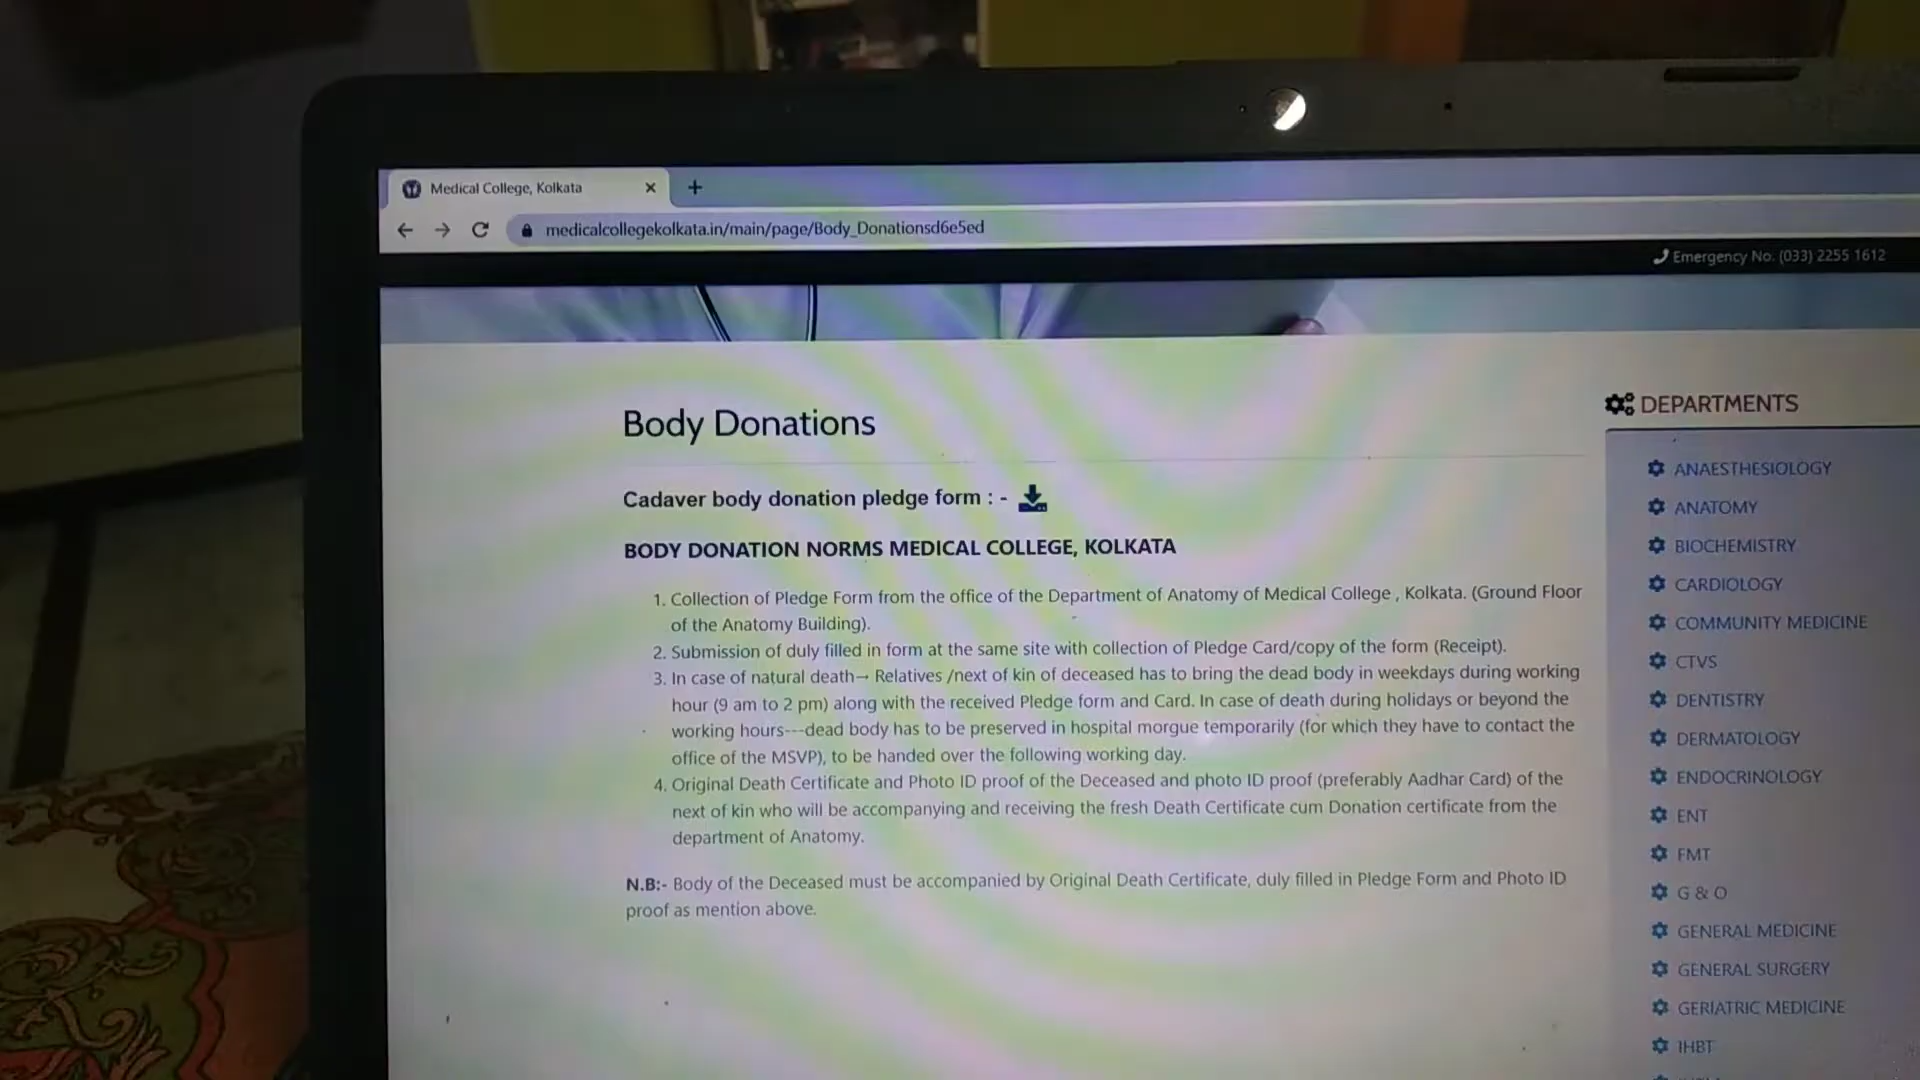 Medical College, Kolkata
medicalcollegekolkata.in/main/page/Body_Donationsd6e5ed
Emergency No. (033) 2255 1612
Body Donations
Cadaver body donation pledge form : -
BODY DONATION NORMS MEDICAL COLLEGE, KOLKATA
1. Collection of Pledge Form from the office of the Department of Anatomy of Medical College , Kolkata. (Ground Floor
of the Anatomy Building).
2. Submission of duly filled in form at the same site with collection of Pledge Card/copy of the form (Receipt).
3. In case of natural death→ Relatives /next of kin of deceased has to bring the dead body in weekdays during working
hour (9 am to 2 pm) along with the received Pledge form and Card. In case of death during holidays or beyond the
working hours---dead body has to be preserved in hospital morgue temporarily (for which they have to contact the
office of the MSVP), to be handed over the following working day.
4. Original Death Certificate and Photo ID proof of the Deceased and photo ID proof (preferably Aadhar Card) of the
next of kin who will be accompanying and receiving the fresh Death Certificate cum Donation certificate from the
department of Anatomy.
N.B:- Body of the Deceased must be accompanied by Original Death Certificate, duly filled in Pledge Form and Photo ID
proof as mention above.
DEPARTMENTS
ANAESTHESIOLOGY
ANATOMY
BIOCHEMISTRY
CARDIOLOGY
COMMUNITY MEDICINE
CTVS
DENTISTRY
DERMATOLOGY
ENDOCRINOLOGY
ENT
FMT
G & O
GENERAL MEDICINE
GENERAL SURGERY
GERIATRIC MEDICINE
IHBT